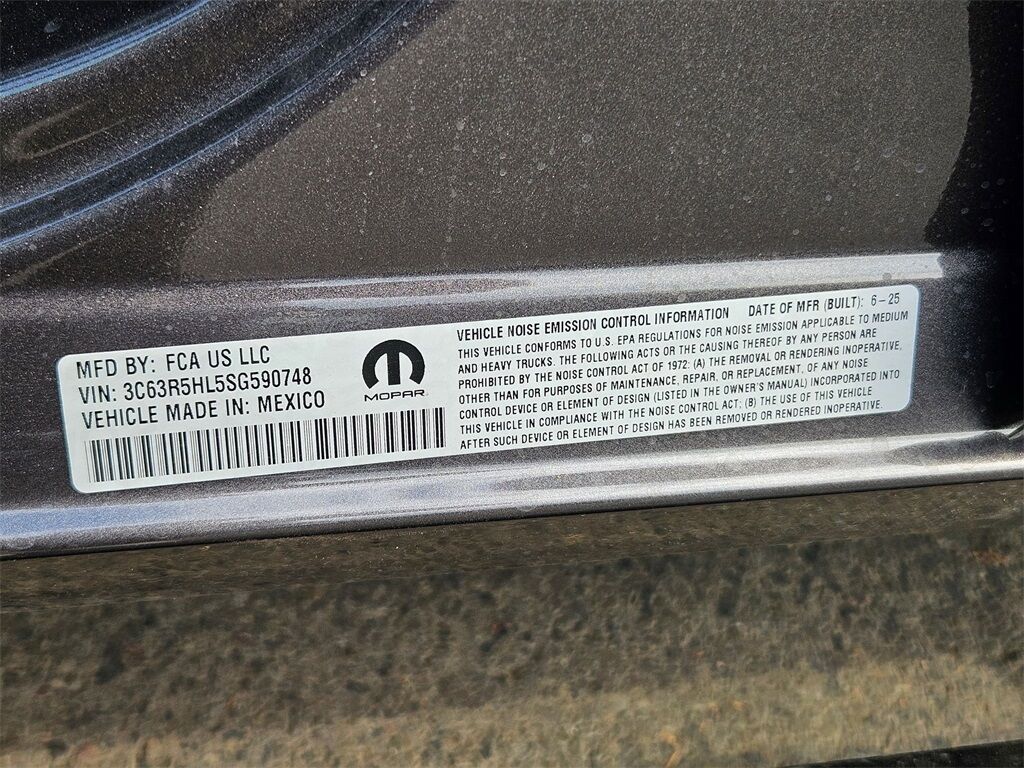 MFD BY: FCA US LLC
VIN: 3C63R5HL5SG590748
VEHICLE MADE IN: MEXICO
MOPAR
VEHICLE NOISE EMISSION CONTROL INFORMATION DATE OF MFR (BUILT): 6-25
THIS VEHICLE CONFORMS TO U.S. EPA REGULATIONS FOR NOISE EMISSION APPLICABLE TO MEDIUM
AND HEAVY TRUCKS. THE FOLLOWING ACTS OR THE CAUSING THEREOF BY ANY PERSON ARE
PROHIBITED BY THE NOISE CONTROL ACT OF 1972: (A) THE REMOVAL OR RENDERING INOPERATIVE,
OTHER THAN FOR PURPOSES OF MAINTENANCE, REPAIR, OR REPLACEMENT, OF ANY NOISE
CONTROL DEVICE OR ELEMENT OF DESIGN (LISTED IN THE OWNER'S MANUAL) INCORPORATED INTO
THIS VEHICLE IN COMPLIANCE WITH THE NOISE CONTROL ACT; (B) THE USE OF THIS VEHICLE
AFTER SUCH DEVICE OR ELEMENT OF DESIGN HAS BEEN REMOVED OR RENDERED INOPERATIVE.